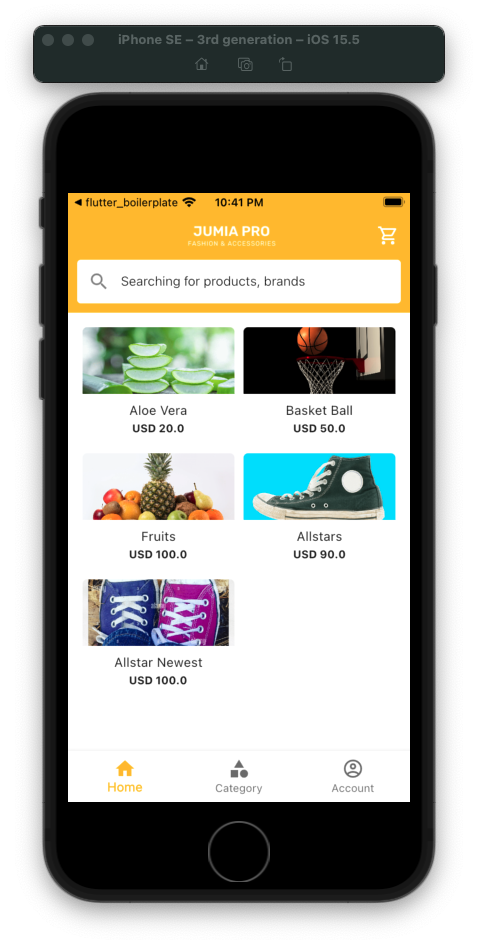 iPhone SE – 3rd generation – iOS 15.5
flutter_boilerplate 10:41 PM
JUMIA PRO
FASHION & ACCESSORIES
Searching for products, brands
Aloe Vera Basket Ball
USD 20.0 USD 50.0
Fruits Allstars
USD 100.0 USD 90.0
Allstar Newest
USD 100.0
Home Category Account